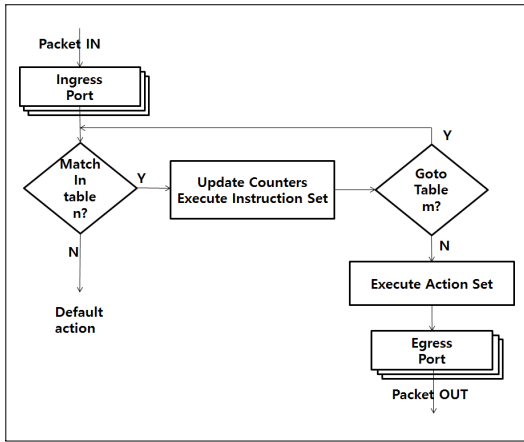 Packet IN
Ingress
Port
Match
In
table
n?
Y
N
Default
action
Update Counters
Execute Instruction Set
Goto
Table
m?
Y
N
Execute Action Set
Egress
Port
Packet OUT